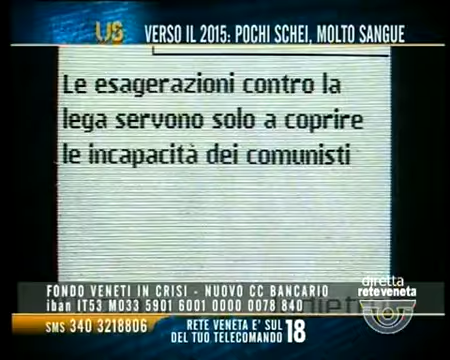 US
VERSO IL 2015: POCHI SCHEI, MOLTO SANGUE
Le esagerazioni contro la
lega servono solo a coprire
le incapacità dei comunisti
diretta
reteveneta
FONDO VENETI IN CRISI - NUOVO CC BANCARIO
iban IT53 M033 5901 6001 0000 0078 840
SMS 340 3218806
RETE VENETA E' SUL
DEL TUO TELECOMANDO 18